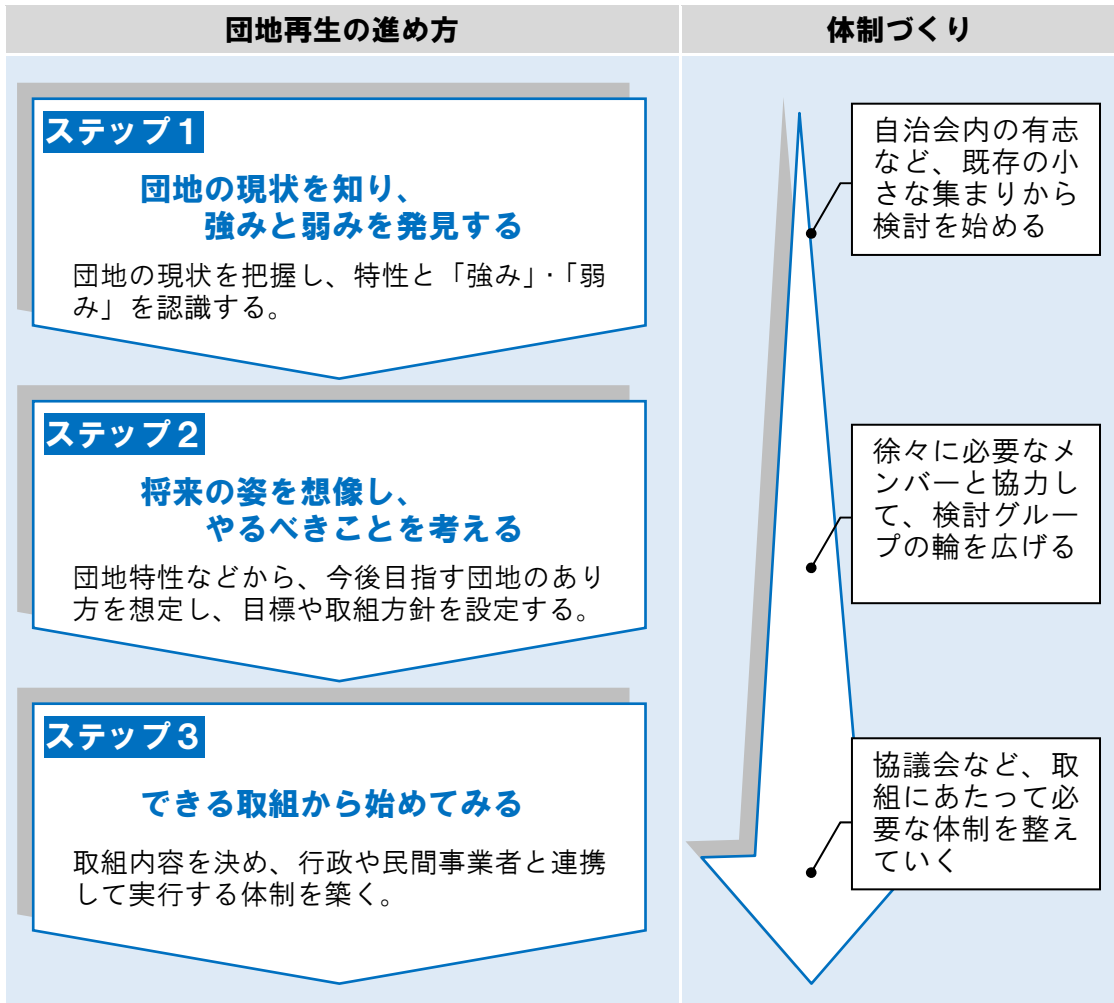 団地再生の進め方
体制づくり
ステップ1
団地の現状を知り、
強みと弱みを発見する
団地の現状を把握し、特性と「強み」・「弱
み」を認識する。
自治会内の有志
など、既存の小
さな集まりから
検討を始める
ステップ2
将来の姿を想像し、
やるべきことを考える
団地特性などから、今後目指す団地のあり
方を想定し、目標や取組方針を設定する。
徐々に必要なメ
ンバーと協力し
て、検討グルー
プの輪を広げる
ステップ3
できる取組から始めてみる
取組内容を決め、行政や民間事業者と連携
して実行する体制を築く。
協議会など、取
組にあたって必
要な体制を整え
ていく